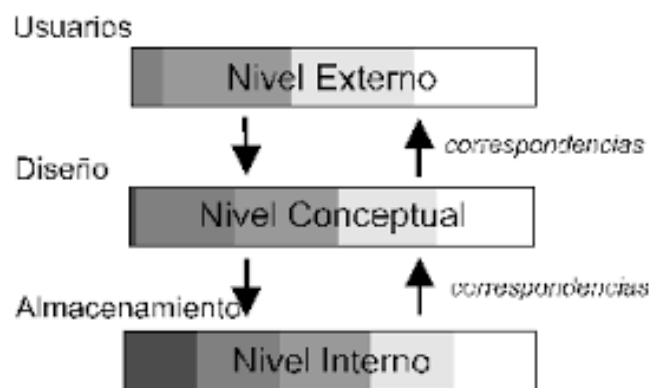 Usuarios
Nivel Externo
correspondencias
Diseño
Nivel Conceptual
correspondencias
Almacenamiento
Nivel Interno